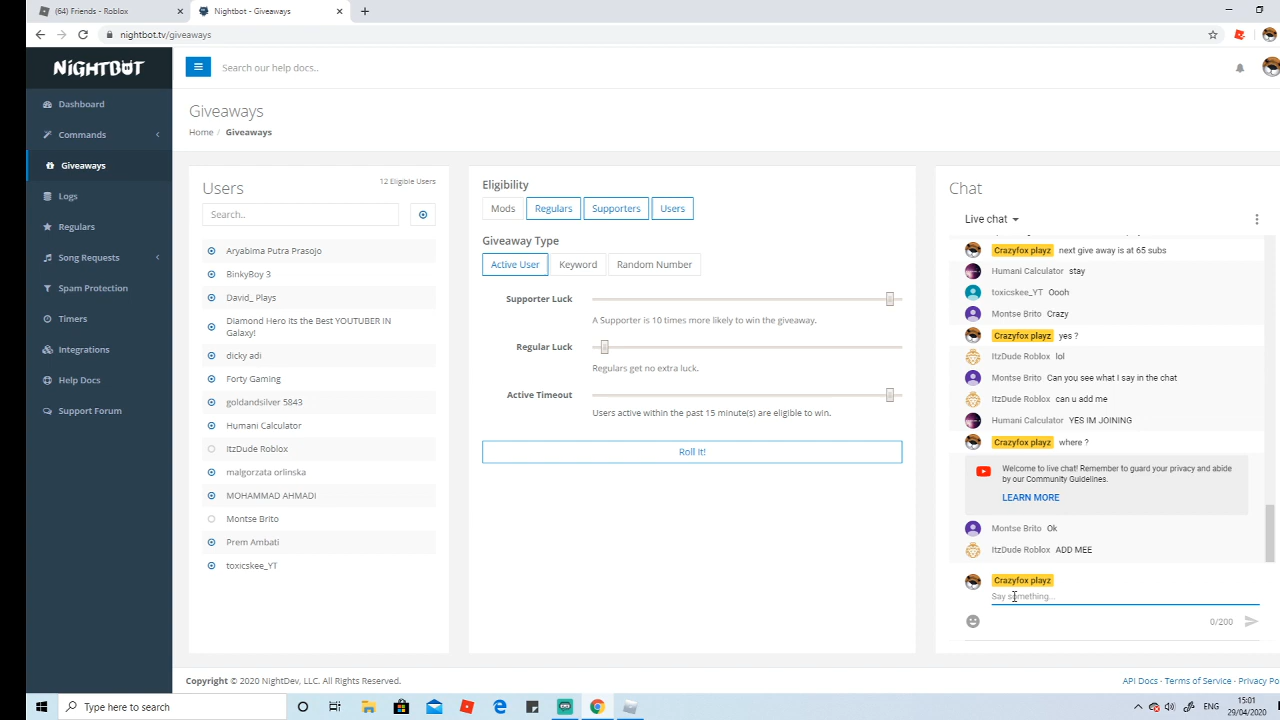 (64) Friends - Roblox
Nightbot - Giveaways
nightbot.tv/giveaways
NiGHTBOT
Search our help docs..
Dashboard
Commands
Giveaways
Logs
Regulars
Song Requests
Spam Protection
Timers
Integrations
Help Docs
Support Forum
Giveaways
Home / Giveaways
Users
12 Eligible Users
Search..
Aryabima Putra Prasojo
BinkyBoy 3
David_ Plays
Diamond Hero its the Best YOUTUBER IN
Galaxy!
dicky adi
Forty Gaming
goldandsilver 5843
Humani Calculator
ItzDude Roblox
malgorzata orlinska
MOHAMMAD AHMADI
Montse Brito
Prem Ambati
toxicskee_YT
Eligibility
Mods Regulars Supporters Users
Giveaway Type
Active User Keyword Random Number
Supporter Luck
A Supporter is 10 times more likely to win the giveaway.
Regular Luck
Regulars get no extra luck.
Active Timeout
Users active within the past 15 minute(s) are eligible to win.
Roll It!
Chat
Live chat
Crazyfox playz next give away is at 65 subs
Humani Calculator stay
toxicskee_YT Oooh
Montse Brito Crazy
Crazyfox playz yes ?
ItzDude Roblox lol
Montse Brito Can you see what I say in the chat
ItzDude Roblox can u add me
Humani Calculator YES IM JOINING
Crazyfox playz where ?
Welcome to live chat! Remember to guard your privacy and abide
by our Community Guidelines.
LEARN MORE
Montse Brito Ok
ItzDude Roblox ADD MEE
Crazyfox playz
Say something...
0/200
Copyright © 2020 NightDev, LLC. All Rights Reserved.
API Docs - Terms of Service - Privacy Po
Type here to search
15:01
29/04/2020